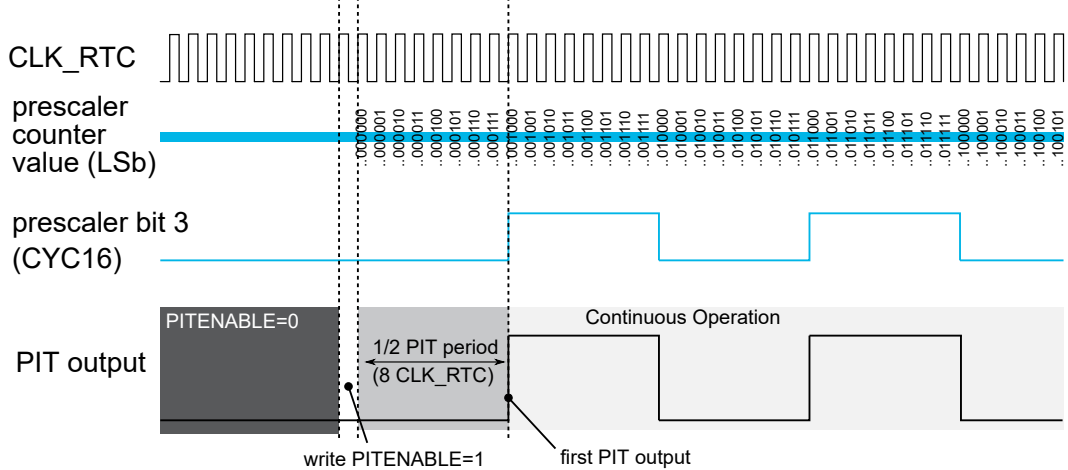 CLK_RTC
prescaler
counter
value (LSb)
..000000
..000001
..000010
..000011
..000100
..000101
..000110
..000111
..001000
..001001
..001010
..001011
..001100
..001101
..001110
..001111
..010000
..010001
..010010
..010011
..010100
..010101
..010110
..010111
..011000
..011001
..011010
..011011
..011100
..011101
..011110
..011111
..100000
..100001
..100010
..100011
..100100
..100101
prescaler bit 3
(CYC16)
PIT output
PITENABLE=0
1/2 PIT period
(8 CLK_RTC)
Continuous Operation
write PITENABLE=1
first PIT output